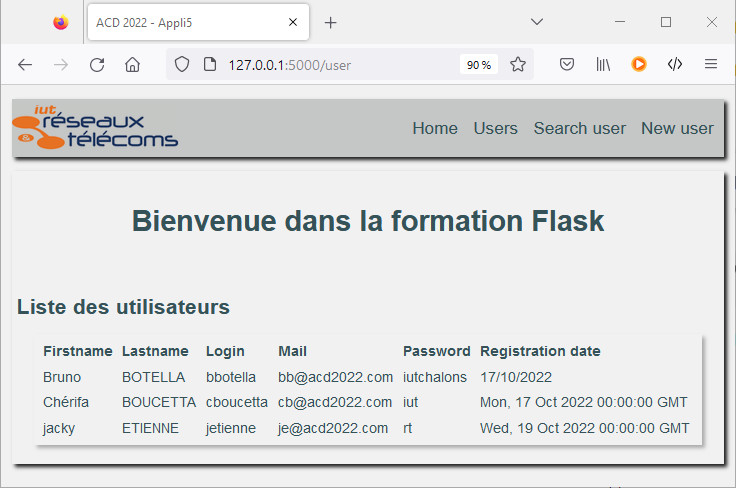 ACD 2022 - Appli5
127.0.0.1:5000/user
90 %
iut
réseaux
& télécoms
Home Users Search user New user
Bienvenue dans la formation Flask
Liste des utilisateurs
Firstname Lastname Login Mail Password Registration date
Bruno BOTELLA bbotella bb@acd2022.com iutchalons 17/10/2022
Chérifa BOUCETTA cboucetta cb@acd2022.com iut Mon, 17 Oct 2022 00:00:00 GMT
jacky ETIENNE jetienne je@acd2022.com rt Wed, 19 Oct 2022 00:00:00 GMT